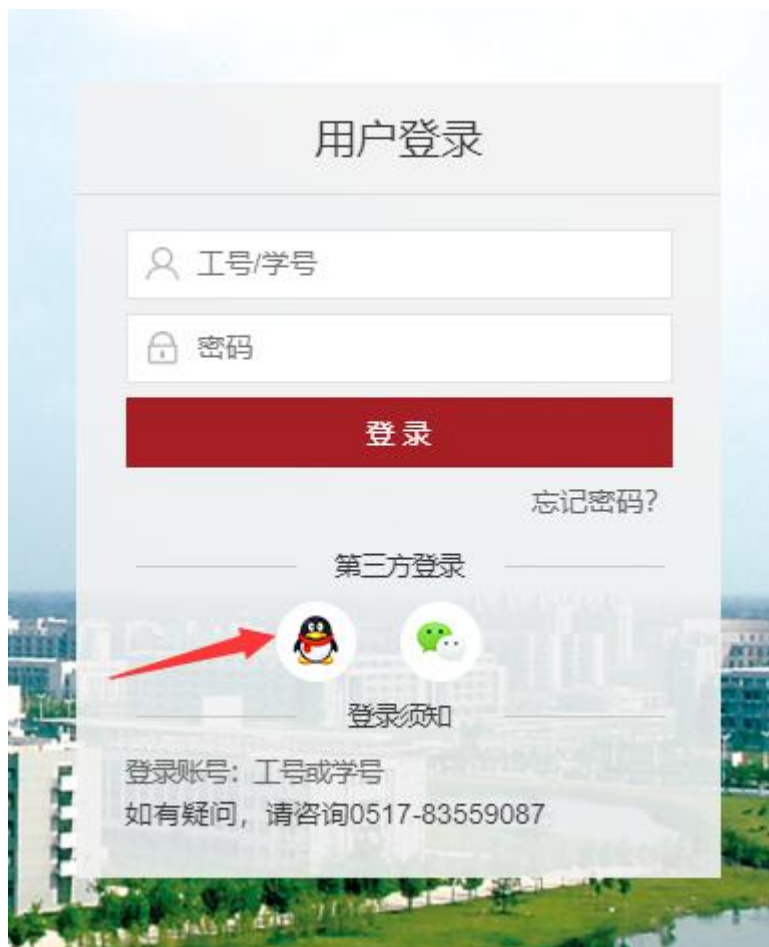 用户登录
工号/学号
密码
登录
忘记密码?
第三方登录
登录须知
登录账号：工号或学号
如有疑问，请咨询0517-83559087